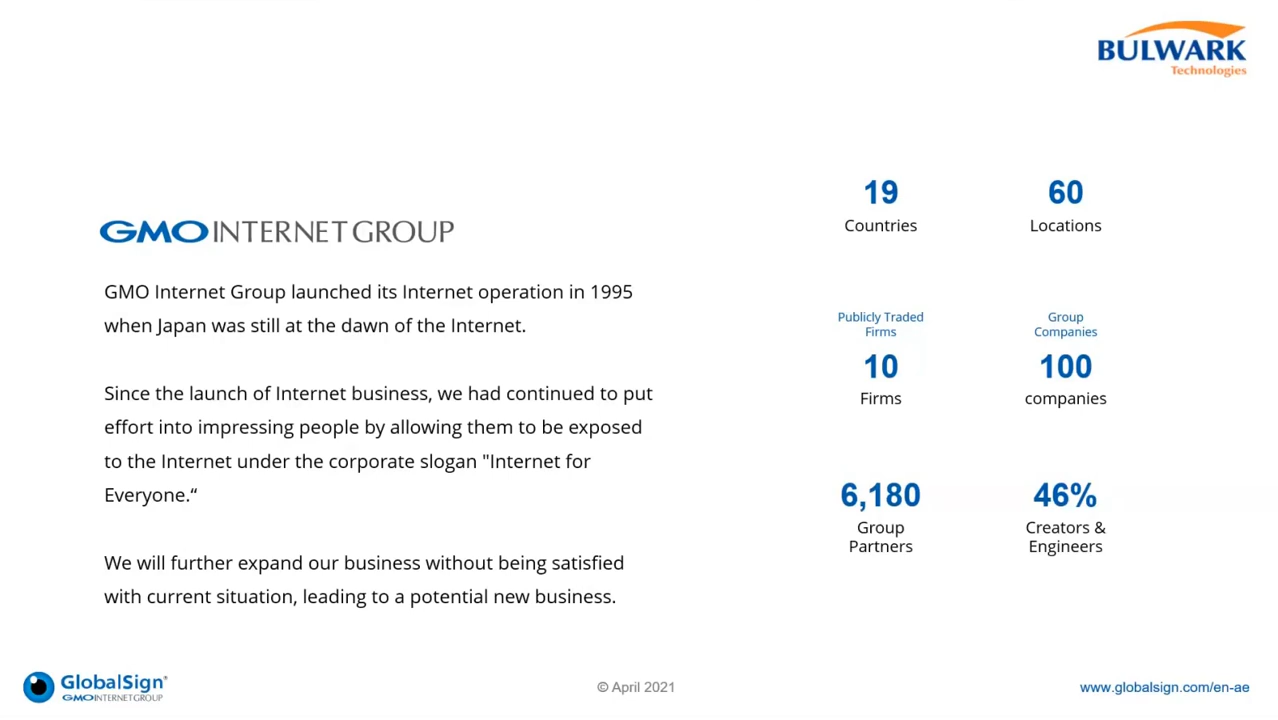 BULWARK
Technologies
GMO INTERNET GROUP
GMO Internet Group launched its Internet operation in 1995
when Japan was still at the dawn of the Internet.
Since the launch of Internet business, we had continued to put
effort into impressing people by allowing them to be exposed
to the Internet under the corporate slogan "Internet for
Everyone.“
We will further expand our business without being satisfied
with current situation, leading to a potential new business.
19
Countries
60
Locations
Publicly Traded
Firms
10
Firms
Group
Companies
100
companies
6,180
Group
Partners
46%
Creators &
Engineers
GlobalSign®
GMO INTERNET GROUP
© April 2021
www.globalsign.com/en-ae